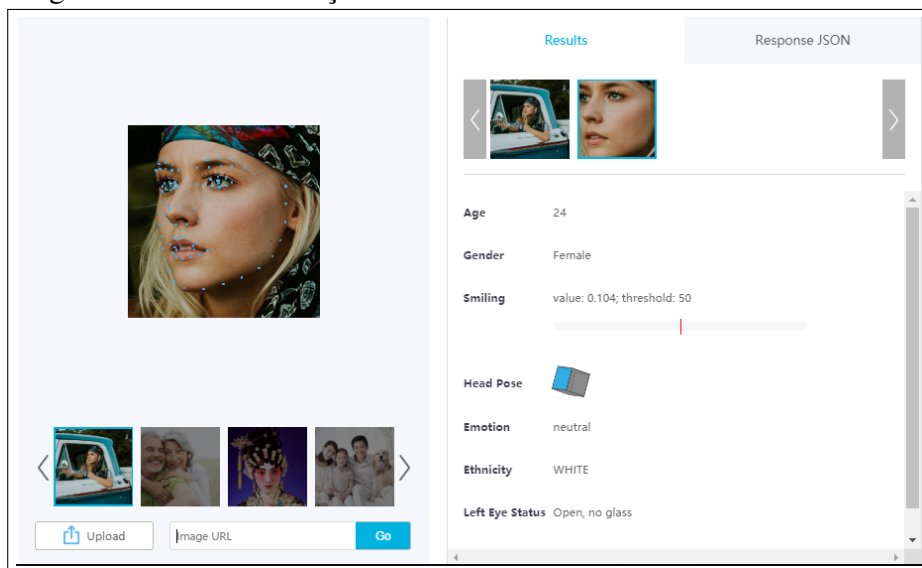 Results
Response JSON
Age 24
Gender Female
Smiling value: 0.104; threshold: 50
Head Pose
Emotion neutral
Ethnicity WHITE
Left Eye Status Open, no glass
Upload
Image URL
Go